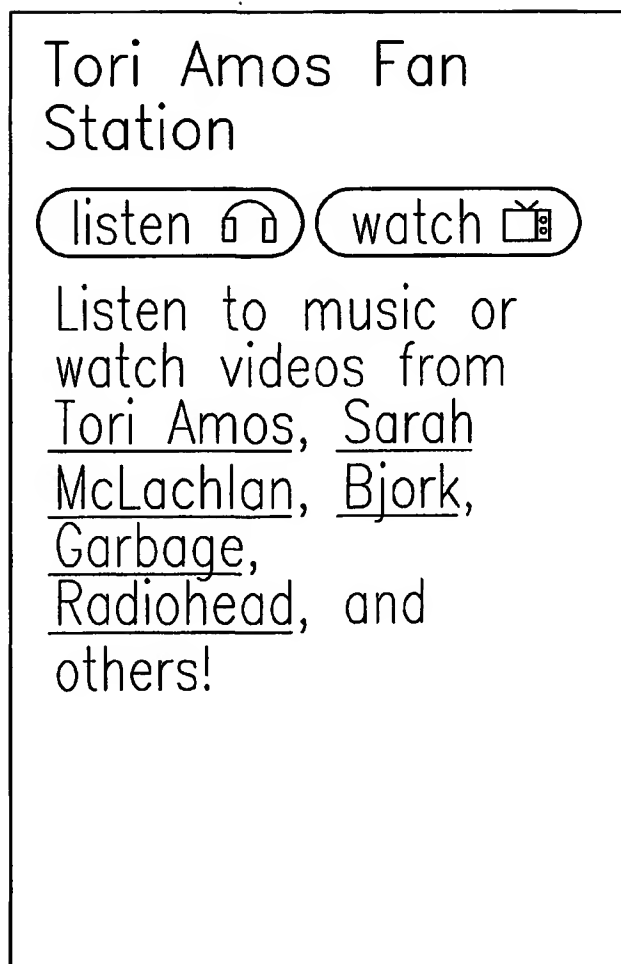 Tori Amos Fan
Station
listen watch
Listen to music or
watch videos from
Tori Amos, Sarah
McLachlan, Bjork,
Garbage,
Radiohead, and
others!